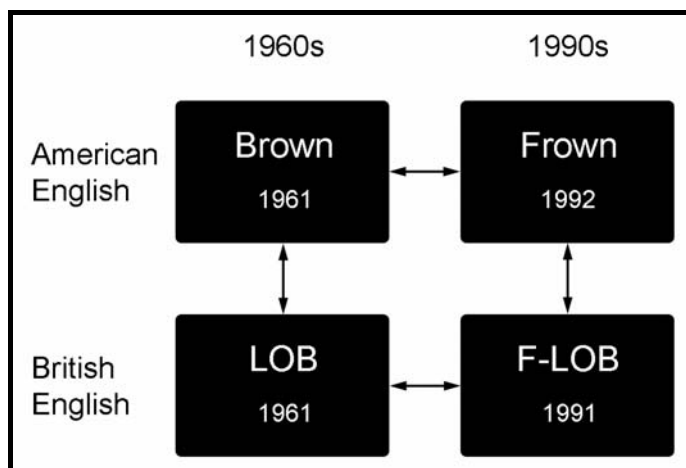 1960s 1990s
American
English
Brown
1961
Frown
1992
British
English
LOB
1961
F-LOB
1991